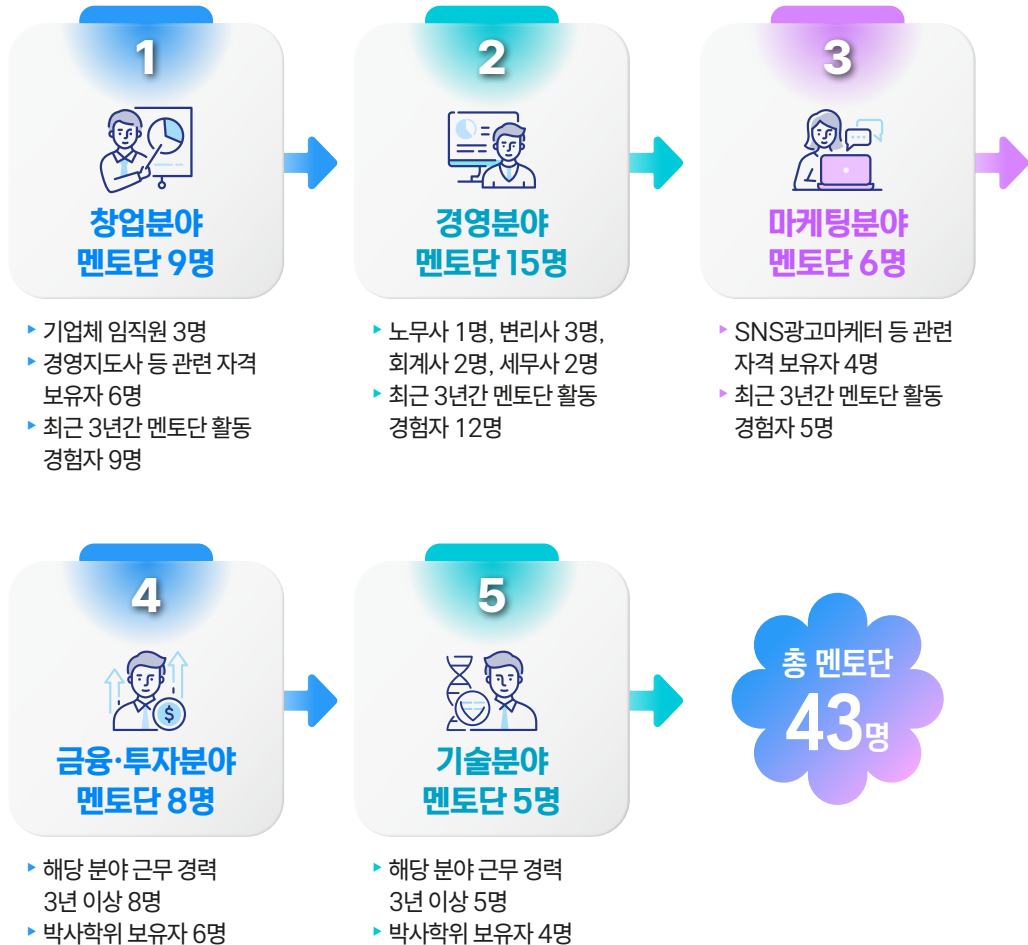 1
창업분야
멘토단 9명
▸ 기업체 임직원 3명
▸ 경영지도사 등 관련 자격
보유자 6명
▸ 최근 3년간 멘토단 활동
경험자 9명
2
경영분야
멘토단 15명
▸ 노무사 1명, 변리사 3명,
회계사 2명, 세무사 2명
▸ 최근 3년간 멘토단 활동
경험자 12명
3
마케팅분야
멘토단 6명
▸ SNS광고마케터 등 관련
자격 보유자 4명
▸ 최근 3년간 멘토단 활동
경험자 5명
4
$
금융·투자분야
멘토단 8명
▸ 해당 분야 근무 경력
3년 이상 8명
▸ 박사학위 보유자 6명
5
기술분야
멘토단 5명
▸ 해당 분야 근무 경력
3년 이상 5명
▸ 박사학위 보유자 4명
총 멘토단
43명